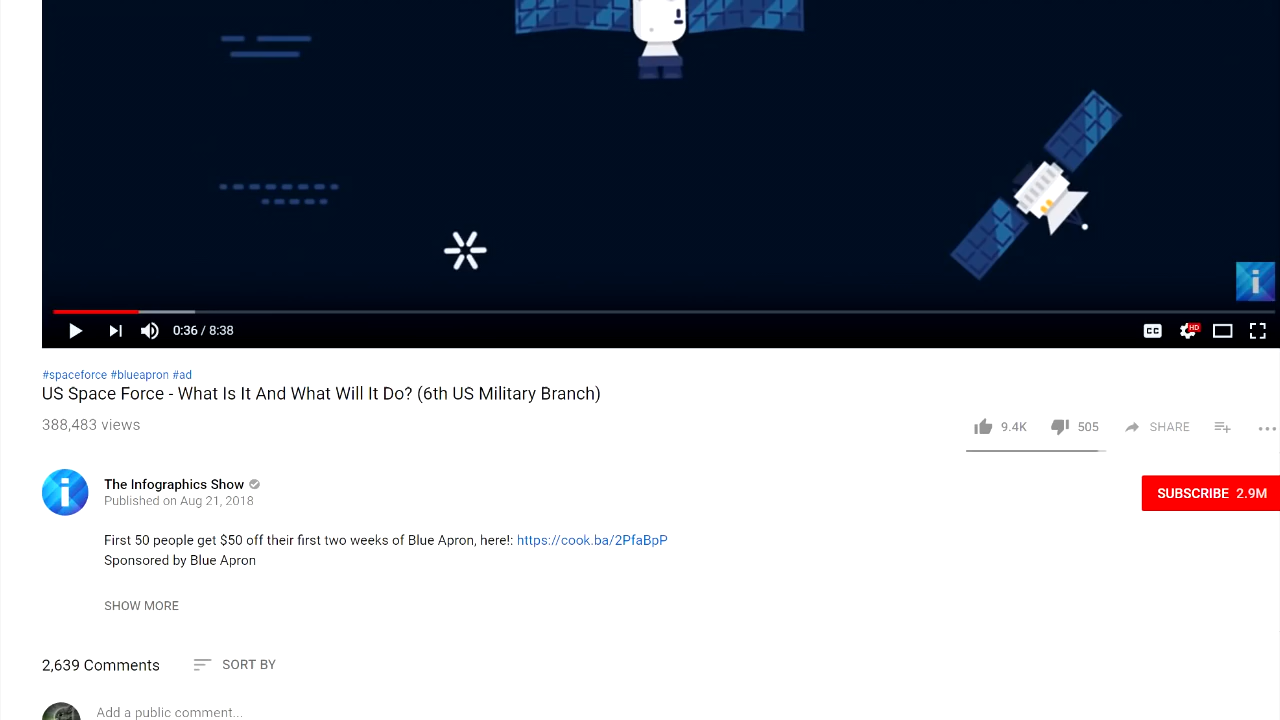 0:36 / 8:38
CC
HD
i
#spaceforce #blueapron #ad
US Space Force - What Is It And What Will It Do? (6th US Military Branch)
388,483 views
9.4K
505
SHARE
i
The Infographics Show
Published on Aug 21, 2018
SUBSCRIBE 2.9M
First 50 people get $50 off their first two weeks of Blue Apron, here!: https://cook.ba/2PfaBpP
Sponsored by Blue Apron
SHOW MORE
2,639 Comments
SORT BY
Add a public comment...